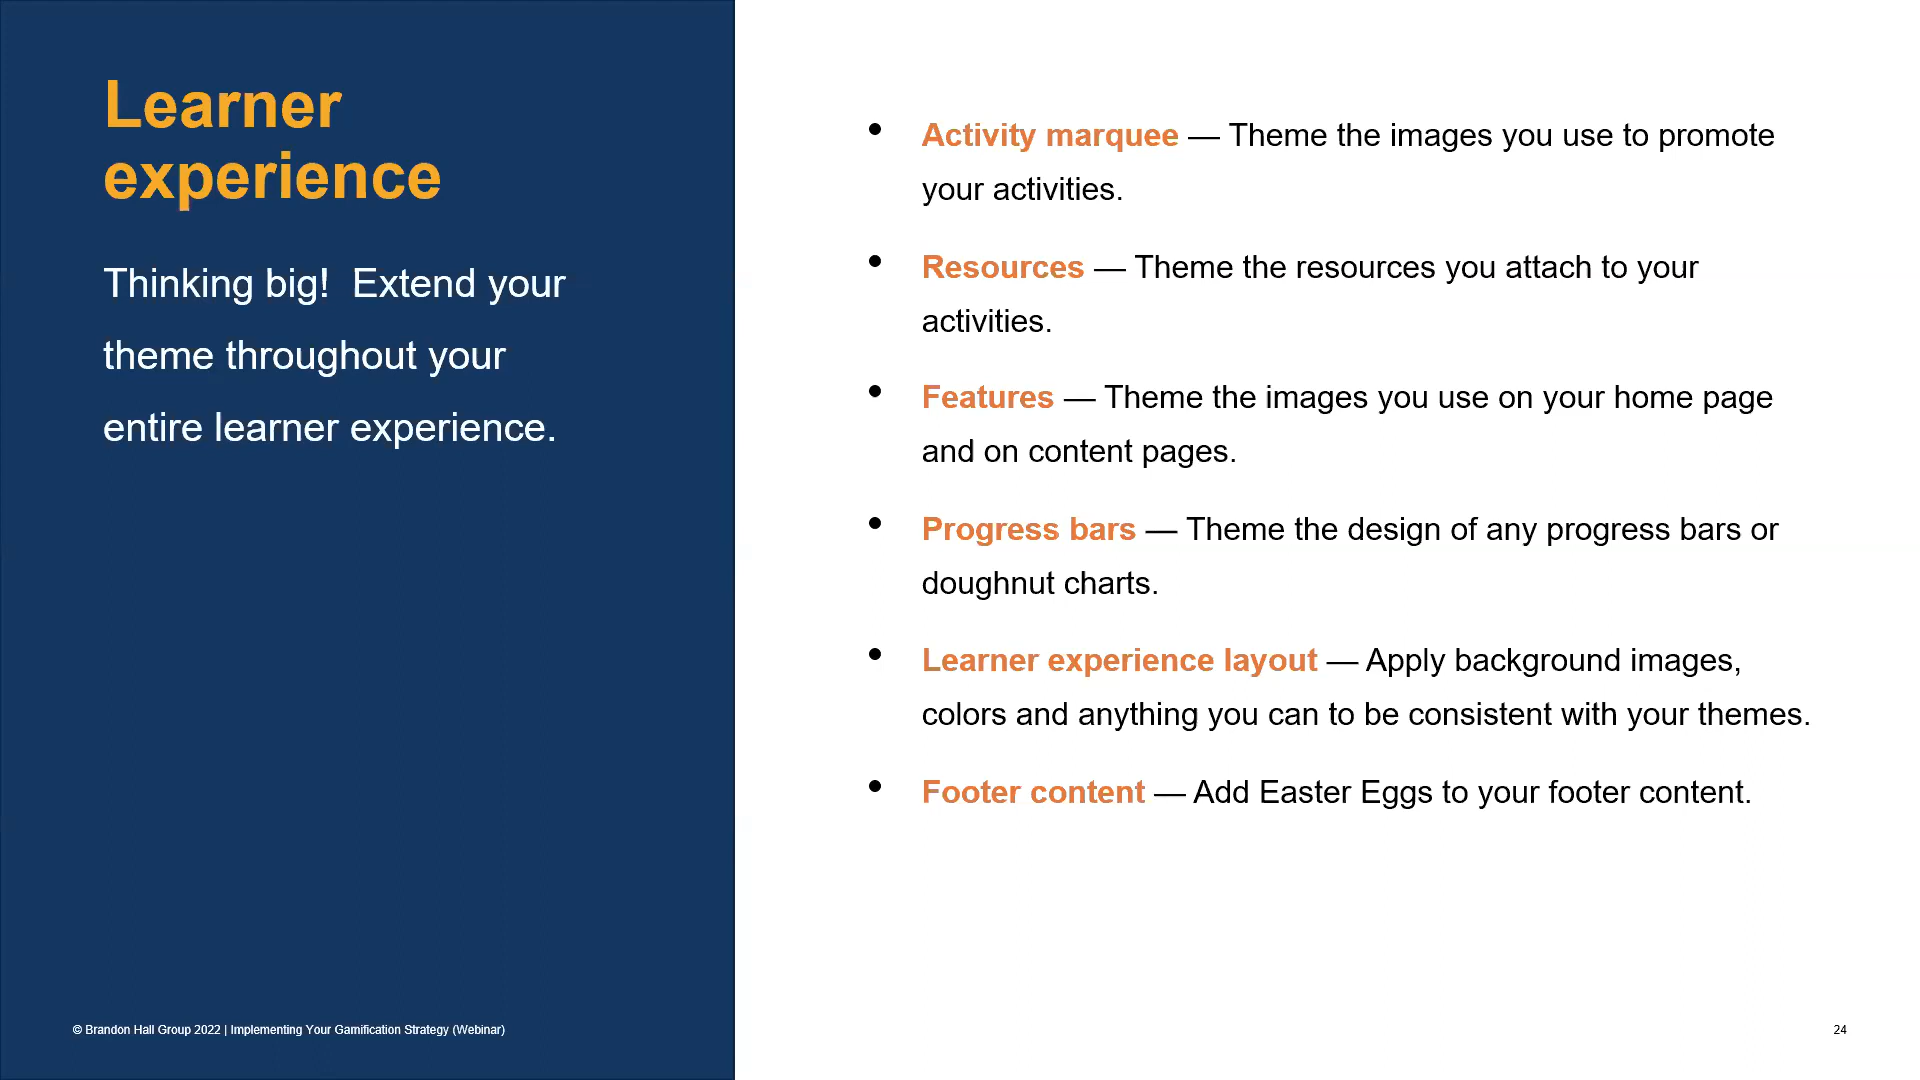 Learner
experience
Thinking big!  Extend your
theme throughout your
entire learner experience.
• Activity marquee — Theme the images you use to promote
your activities.
• Resources — Theme the resources you attach to your
activities.
• Features — Theme the images you use on your home page
and on content pages.
• Progress bars — Theme the design of any progress bars or
doughnut charts.
• Learner experience layout — Apply background images,
colors and anything you can to be consistent with your themes.
• Footer content — Add Easter Eggs to your footer content.
© Brandon Hall Group 2022 | Implementing Your Gamification Strategy (Webinar)
24